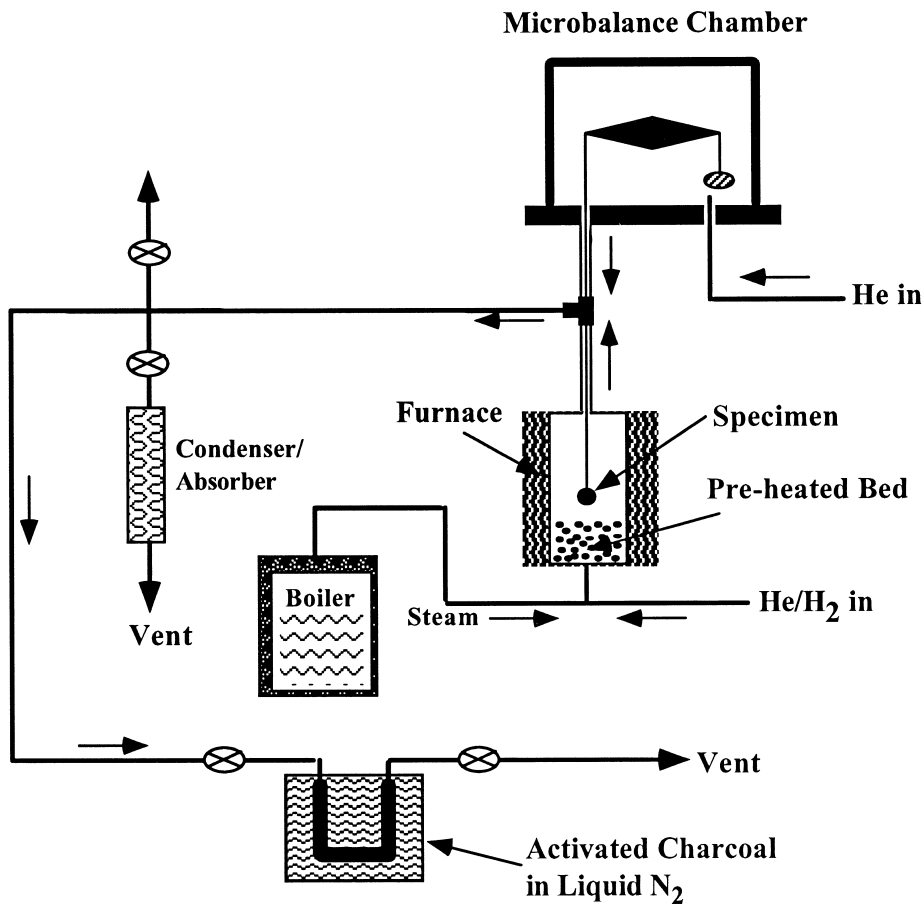 Microbalance Chamber
He in
Furnace
Specimen
Condenser/
Absorber
Pre-heated Bed
Boiler
He/H₂ in
Steam
Vent
Vent
Activated Charcoal
in Liquid N₂